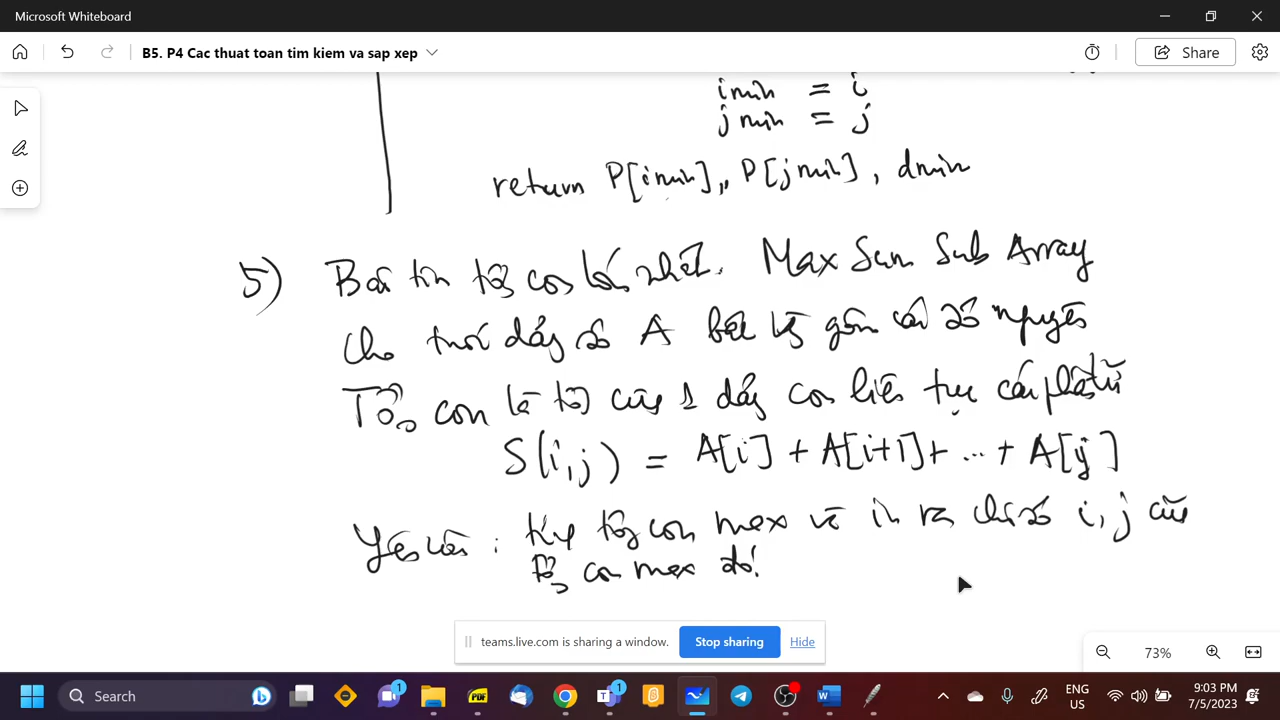 Microsoft Whiteboard
B5. P4 Cac thuat toan tim kiem va sap xep
Share
imin = i
jmin = j
return P[imin], P[jmin], dmin
5) Bài tìm tổng con lớn nhất. Max Sum Sub Array
Cho trước dãy số A bất kỳ gồm các số nguyên
Tổng con là tổng của 1 dãy con liên tục các phần tử
S(i,j) = A[i] + A[i+1] + ... + A[j]
Yêu cầu: tìm tổng con max và in ra chỉ số i, j của
tổng con max đó!
teams.live.com is sharing a window.
Stop sharing
Hide
73%
Search
1
1
ENG
US
9:03 PM
7/5/2023